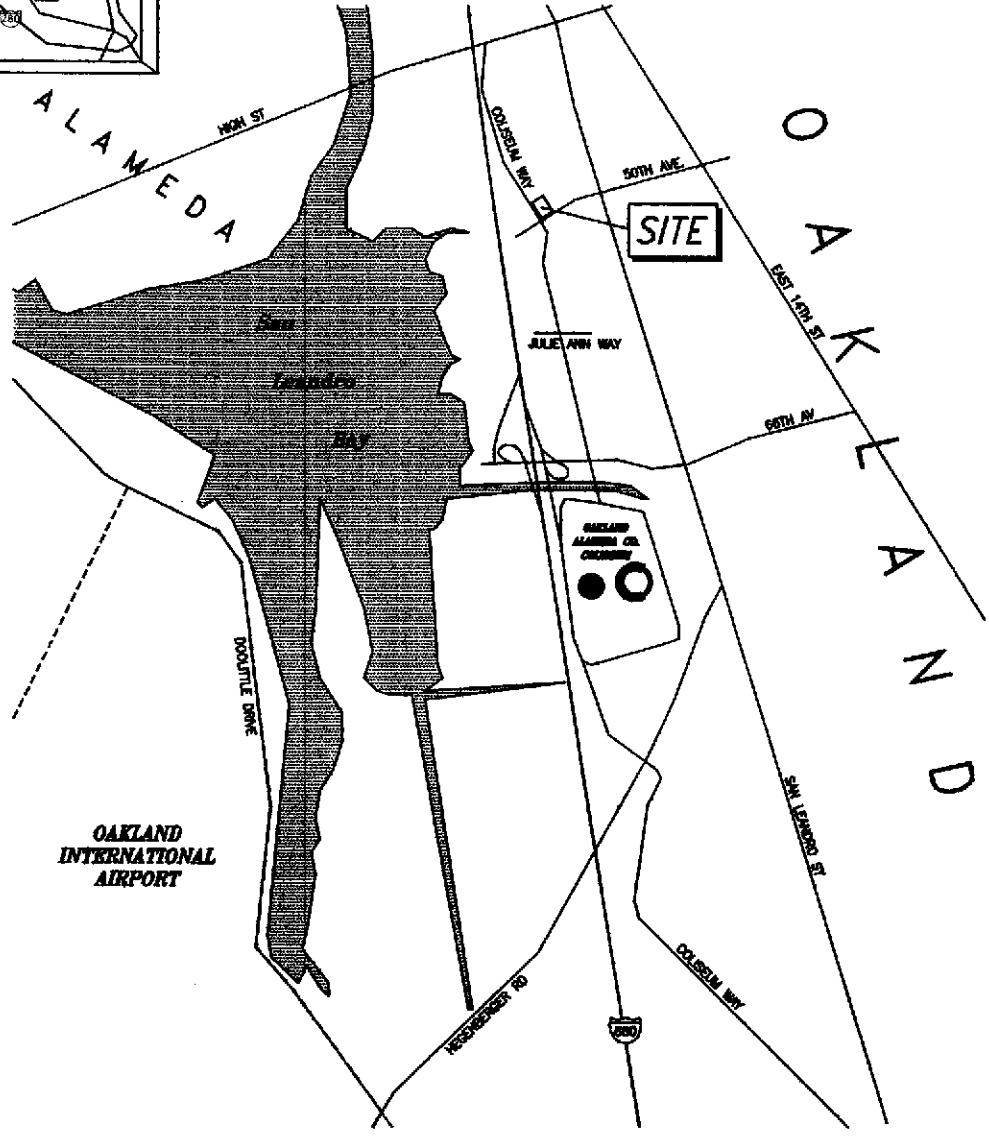 280
ALAMEDA
HIGH ST
COLISEUM WAY
50TH AVE
SITE
OAKLAND
EAST 14TH ST
San
Leandro
BAY
JULIE ANN WAY
66TH AV
OAKLAND
ALAMEDA CO.
COLISEUM
DOOLITTLE DRIVE
OAKLAND
INTERNATIONAL
AIRPORT
SAN LEANDRO ST
COLISEUM WAY
HEGENBERGER RD
880